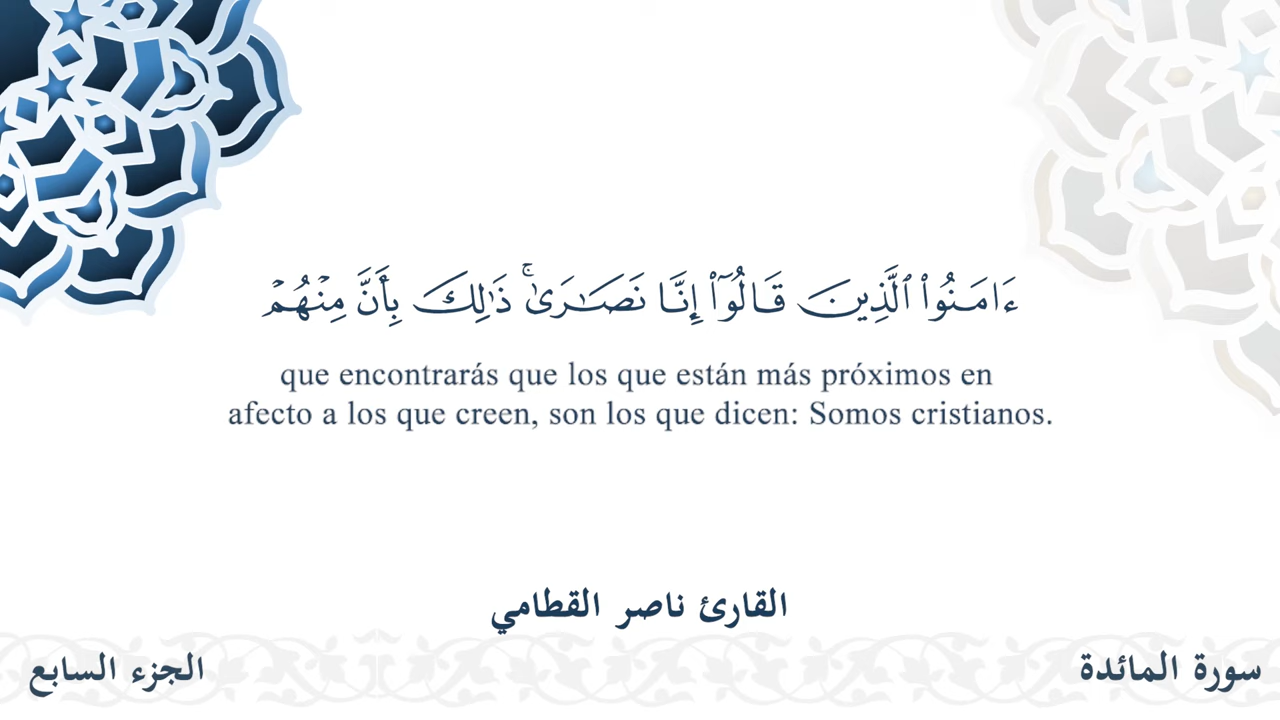 ءَامَنُوا۟ ٱلَّذِينَ قَالُوٓا۟ إِنَّا نَصَـٰرَىٰ ۚ ذَٰلِكَ بِأَنَّ مِنْهُمْ
que encontrarás que los que están más próximos en
afecto a los que creen, son los que dicen: Somos cristianos.
القارئ ناصر القطامي
سورة المائدة
الجزء السابع